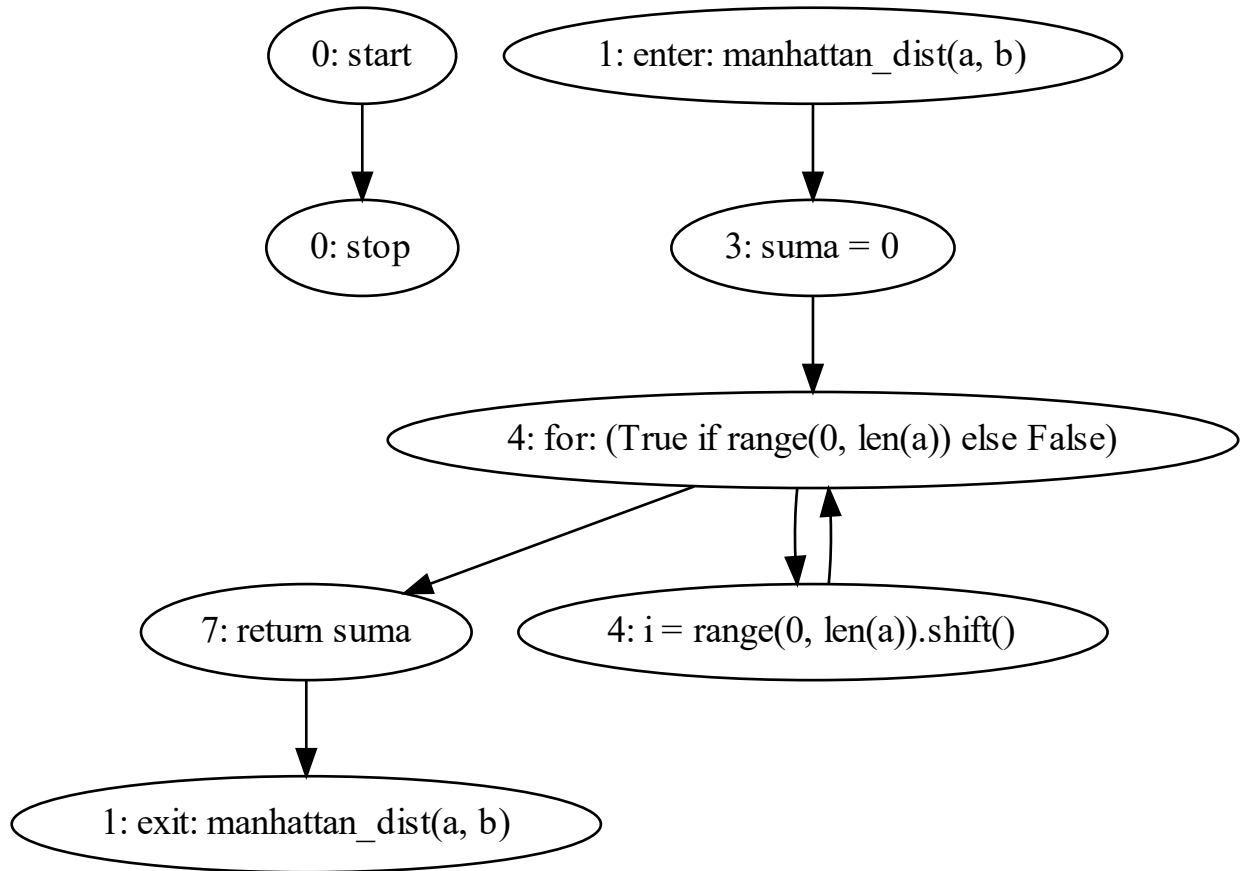 0: start
1: enter: manhattan_dist(a, b)
0: stop
3: suma = 0
4: for: (True if range(0, len(a)) else False)
7: return suma
4: i = range(0, len(a)).shift()
1: exit: manhattan_dist(a, b)